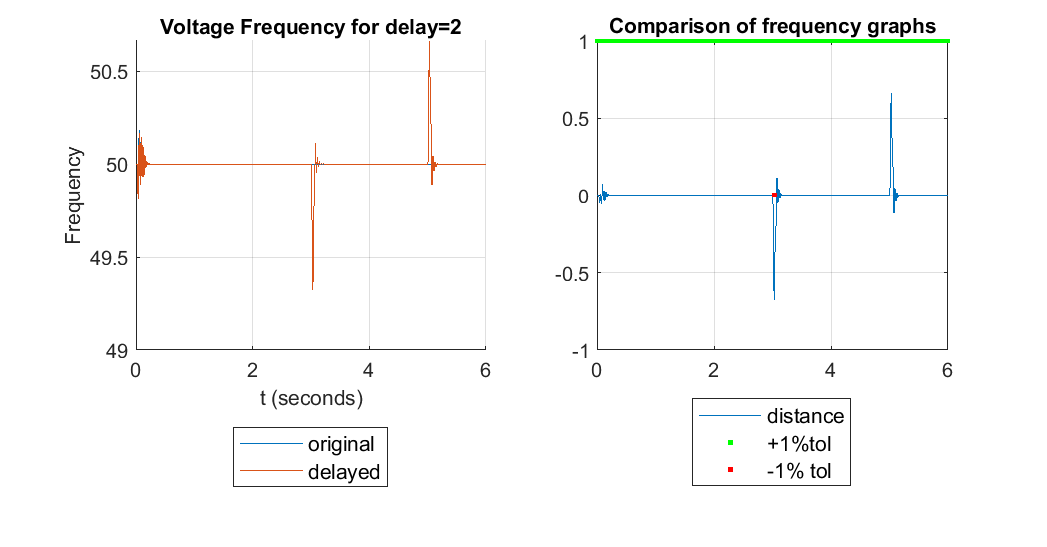 Voltage Frequency for delay=2
50.5
50
49.5
49
Frequency
0
2
4
6
t (seconds)
original
delayed
Comparison of frequency graphs
1
0.5
0
-0.5
-1
0
2
4
6
distance
+1%tol
-1% tol